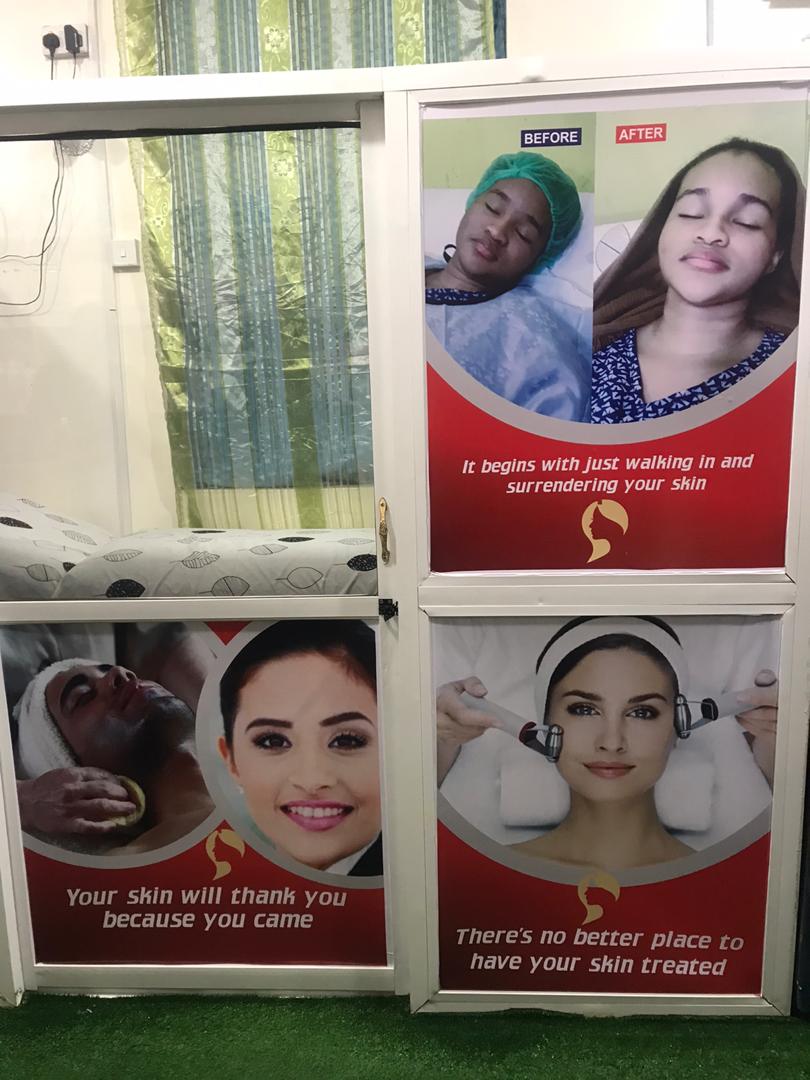 BEFORE
AFTER
It begins with just walking in and
surrendering your skin
Your skin will thank you
because you came
There's no better place to
have your skin treated